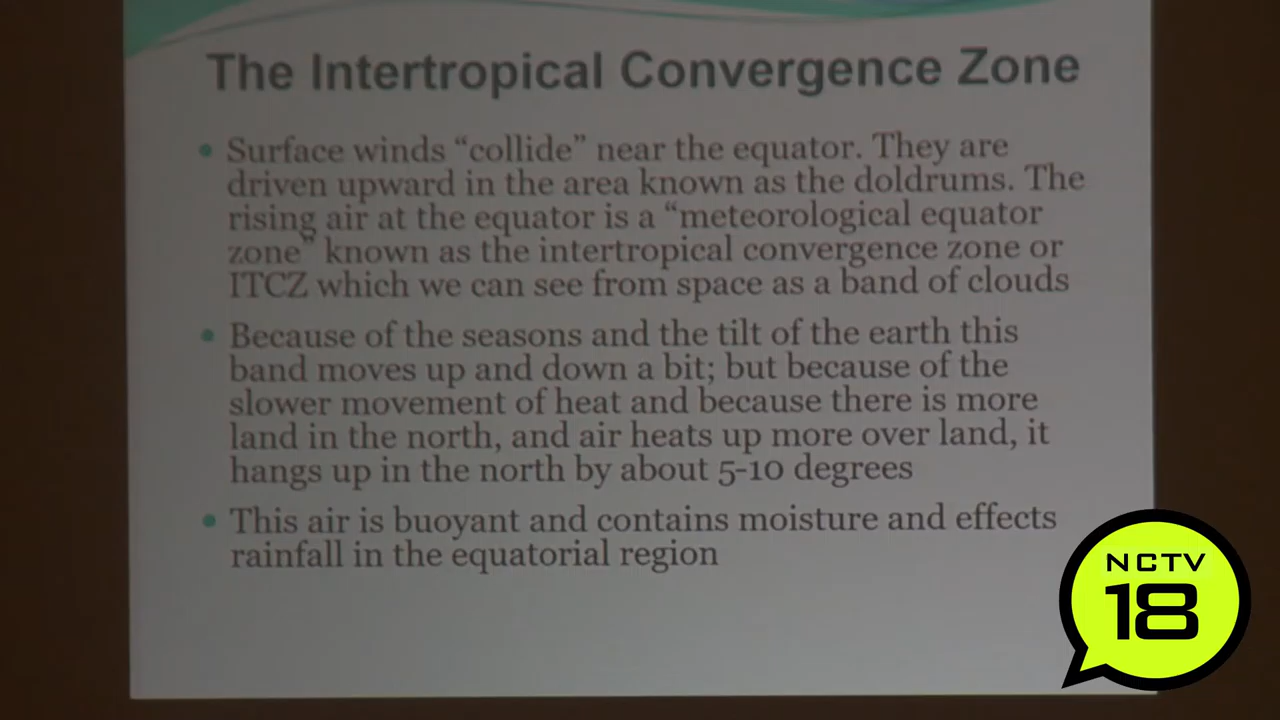 The Intertropical Convergence Zone
• Surface winds “collide” near the equator. They are
driven upward in the area known as the doldrums. The
rising air at the equator is a “meteorological equator
zone” known as the intertropical convergence zone or
ITCZ which we can see from space as a band of clouds
• Because of the seasons and the tilt of the earth this
band moves up and down a bit; but because of the
slower movement of heat and because there is more
land in the north, and air heats up more over land, it
hangs up in the north by about 5-10 degrees
• This air is buoyant and contains moisture and effects
rainfall in the equatorial region
NCTV
18